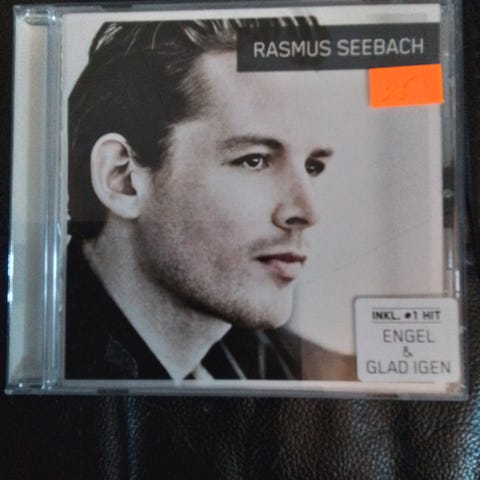 RASMUS SEEBACH
25
INKL. #1 HIT
ENGEL
&
GLAD IGEN